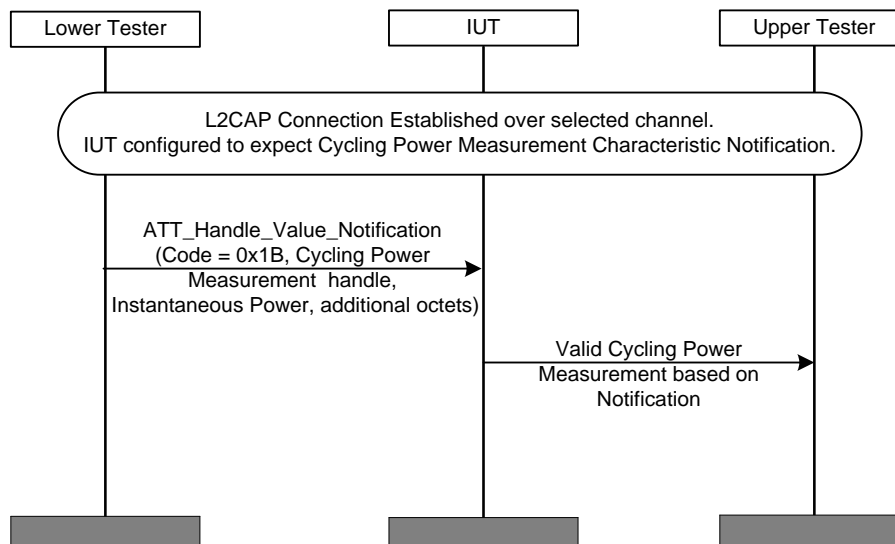 Lower Tester
IUT
Upper Tester
L2CAP Connection Established over selected channel.
IUT configured to expect Cycling Power Measurement Characteristic Notification.
ATT_Handle_Value_Notification
(Code = 0x1B, Cycling Power
Measurement handle,
Instantaneous Power, additional octets)
Valid Cycling Power
Measurement based on
Notification